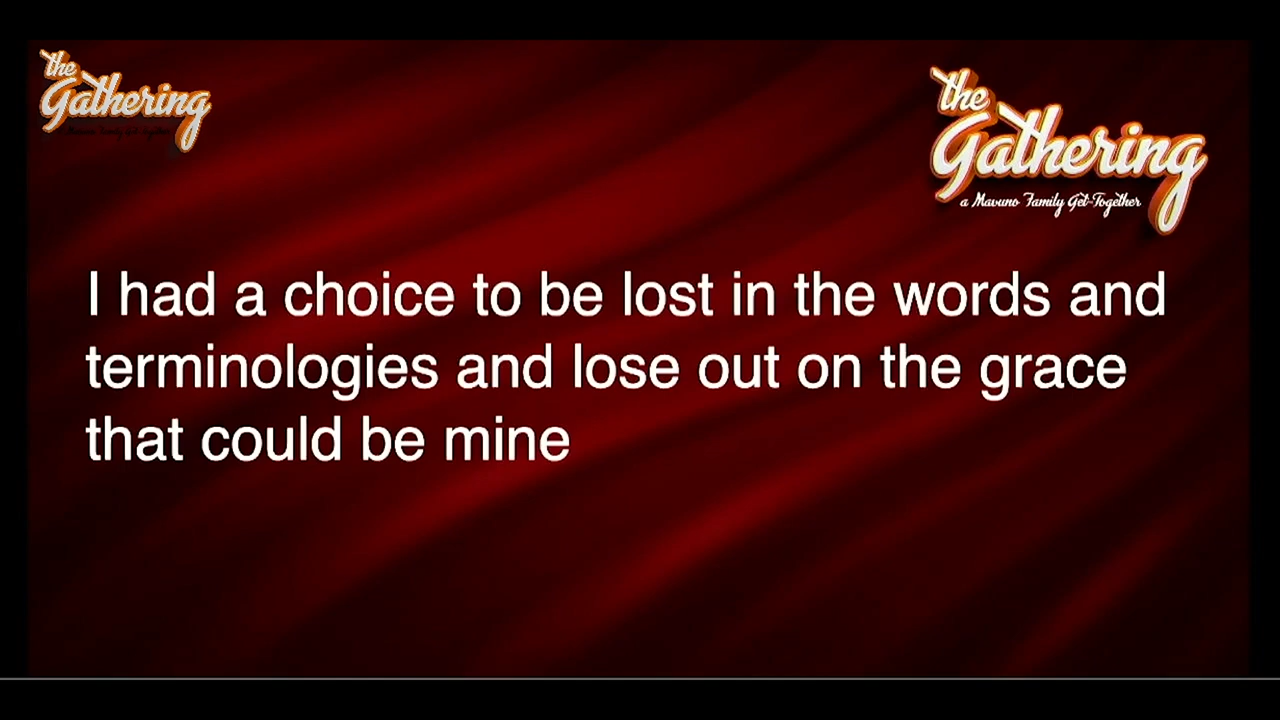 the
Gathering
the
Gathering
a Mavuno Family Get-Together
I had a choice to be lost in the words and
terminologies and lose out on the grace
that could be mine